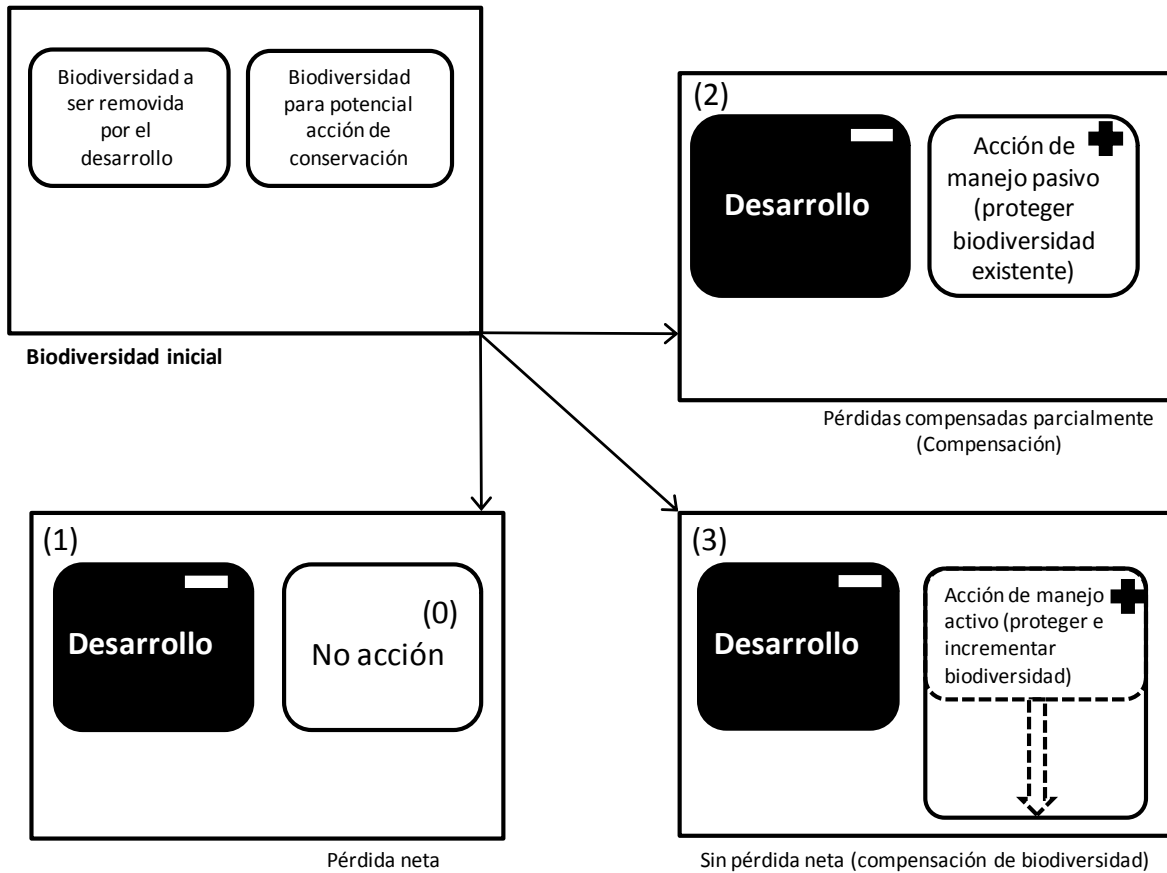 Biodiversidad a
ser removida
por el
desarrollo
Biodiversidad
para potencial
acción de
conservación
Biodiversidad inicial
(2)
Desarrollo
Acción de
manejo pasivo
(proteger
biodiversidad
existente)
Pérdidas compensadas parcialmente
(Compensación)
(1)
Desarrollo
(0)
No acción
Pérdida neta
(3)
Desarrollo
Acción de manejo
activo (proteger e
incrementar
biodiversidad)
Sin pérdida neta (compensación de biodiversidad)